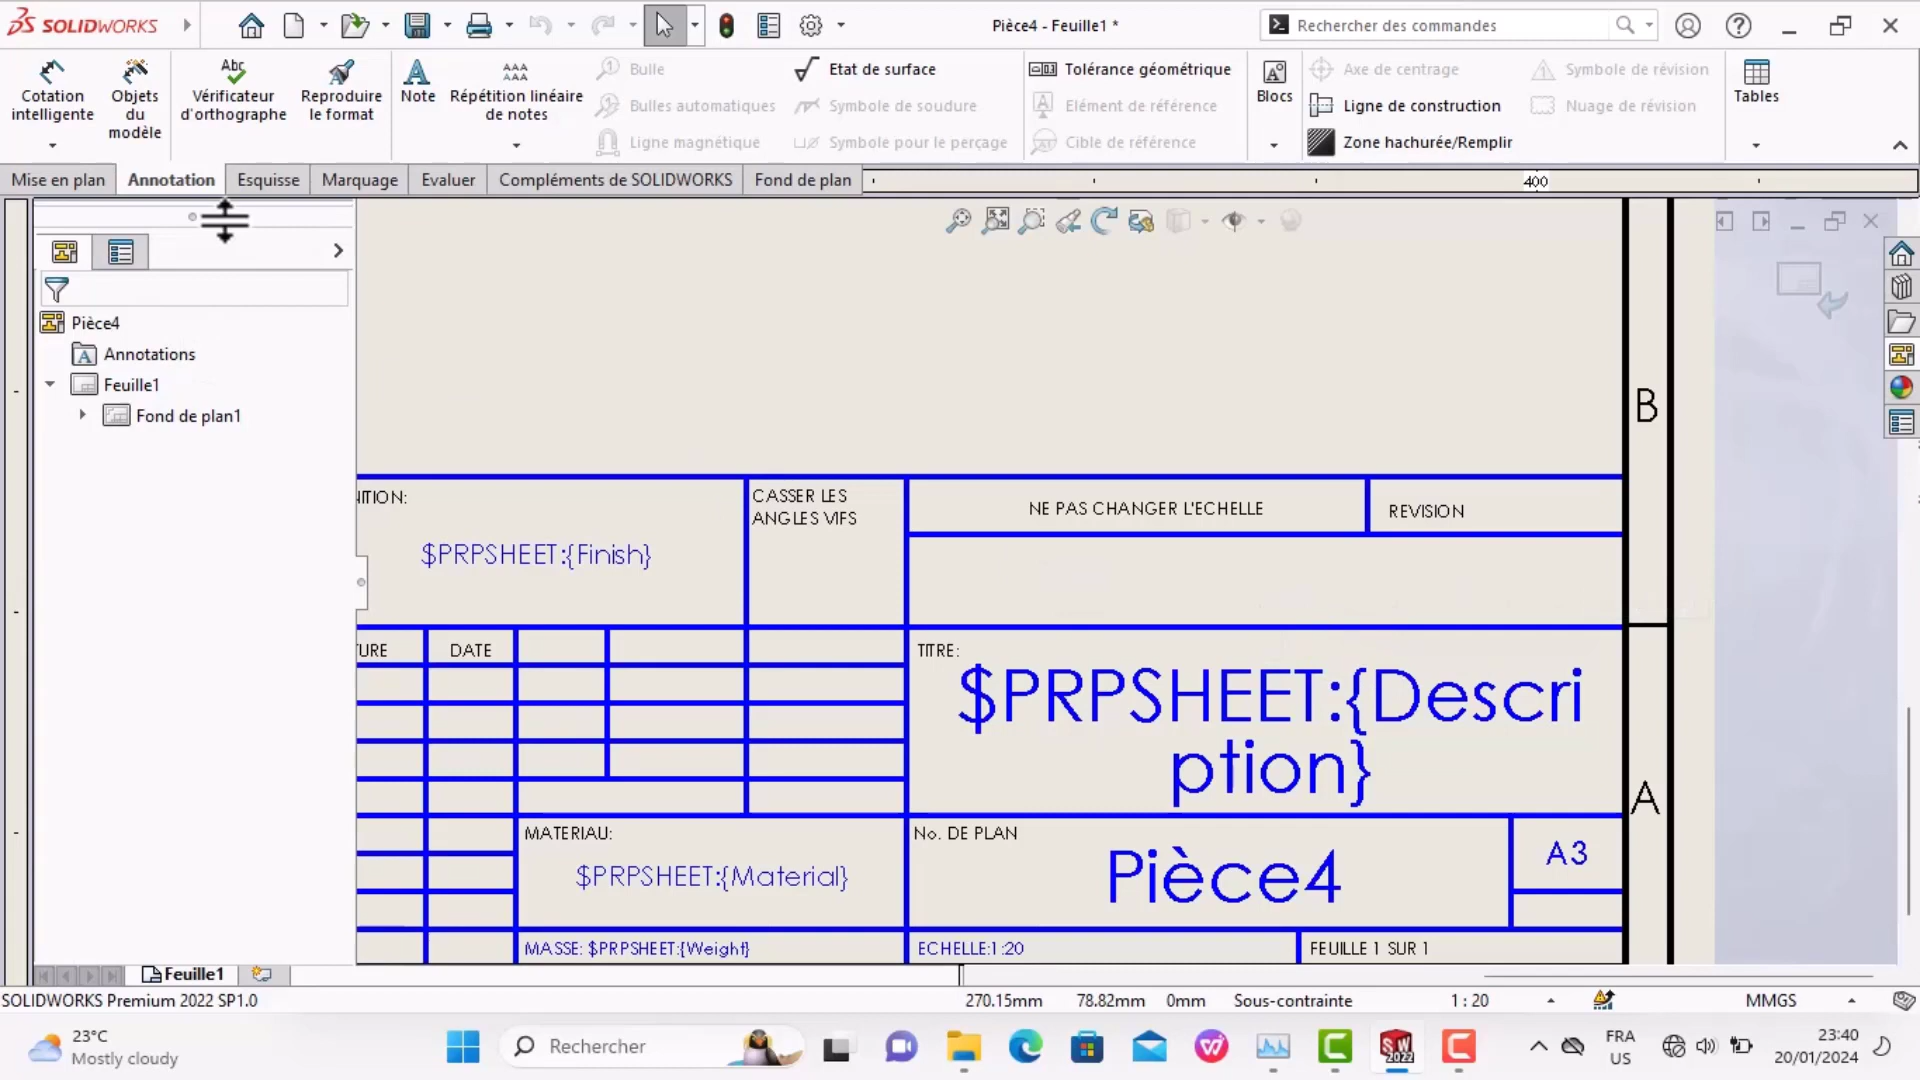 SOLIDWORKS
Pièce4 - Feuille1 *
Rechercher des commandes
Cotation intelligente
Objets du modèle
Abc
Vérificateur d'orthographe
Reproduire le format
Note
Répétition linéaire de notes
Bulle
Bulles automatiques
Ligne magnétique
Etat de surface
Symbole de soudure
Symbole pour le perçage
Tolérance géométrique
Elément de référence
Cible de référence
Blocs
Axe de centrage
Ligne de construction
Zone hachurée/Remplir
Symbole de révision
Nuage de révision
Tables
Mise en plan
Annotation
Esquisse
Marquage
Evaluer
Compléments de SOLIDWORKS
Fond de plan
400
Pièce4
Annotations
Feuille1
Fond de plan1
B
ITION:
$PRPSHEET:{Finish}
CASSER LES
ANGLES VIFS
NE PAS CHANGER L'ECHELLE
REVISION
URE
DATE
TITRE:
$PRPSHEET:{Descri
ption}
A
MATERIAU:
$PRPSHEET:{Material}
No. DE PLAN
Pièce4
A3
MASSE: $PRPSHEET:{Weight}
ECHELLE:1:20
FEUILLE 1 SUR 1
Feuille1
SOLIDWORKS Premium 2022 SP1.0
270.15mm
78.82mm
0mm
Sous-contrainte
1 : 20
MMGS
23°C
Mostly cloudy
Rechercher
FRA
US
23:40
20/01/2024